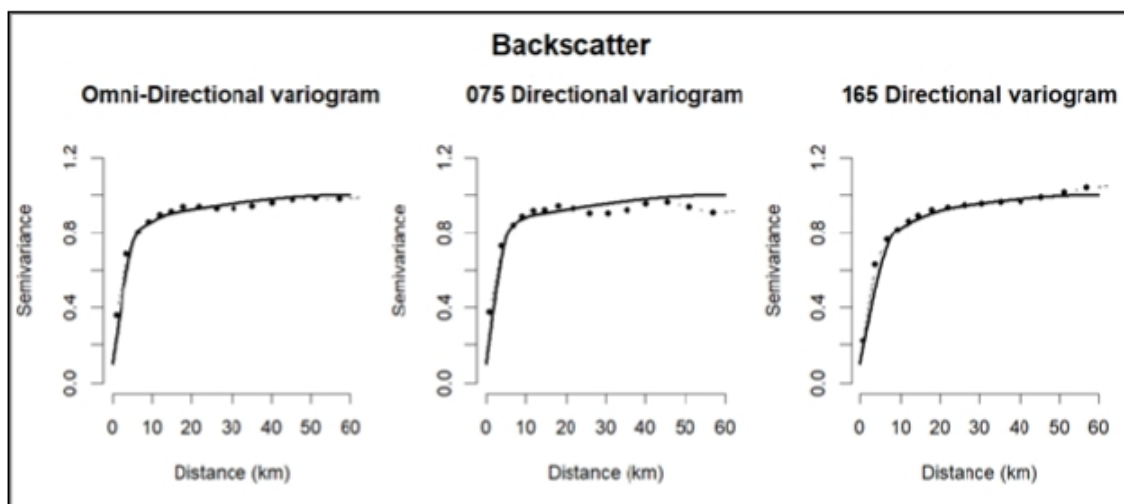 Backscatter
Omni-Directional variogram
075 Directional variogram
165 Directional variogram
Semivariance
0.0 0.4 0.8 1.2
0 10 20 30 40 50 60
Distance (km)
Semivariance
0.0 0.4 0.8 1.2
0 10 20 30 40 50 60
Distance (km)
Semivariance
0.0 0.4 0.8 1.2
0 10 20 30 40 50 60
Distance (km)